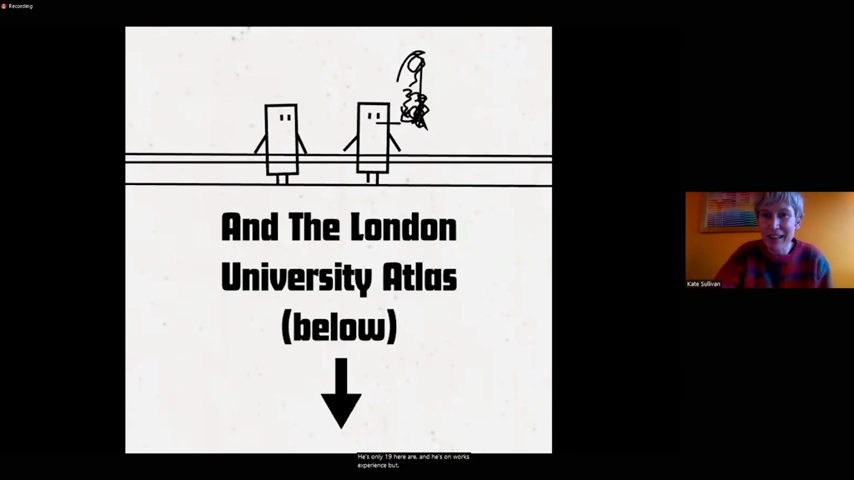 Recording
And The London
University Atlas
(below)
Kate Sullivan
He's only 19 here are. and he's on works
experience but.